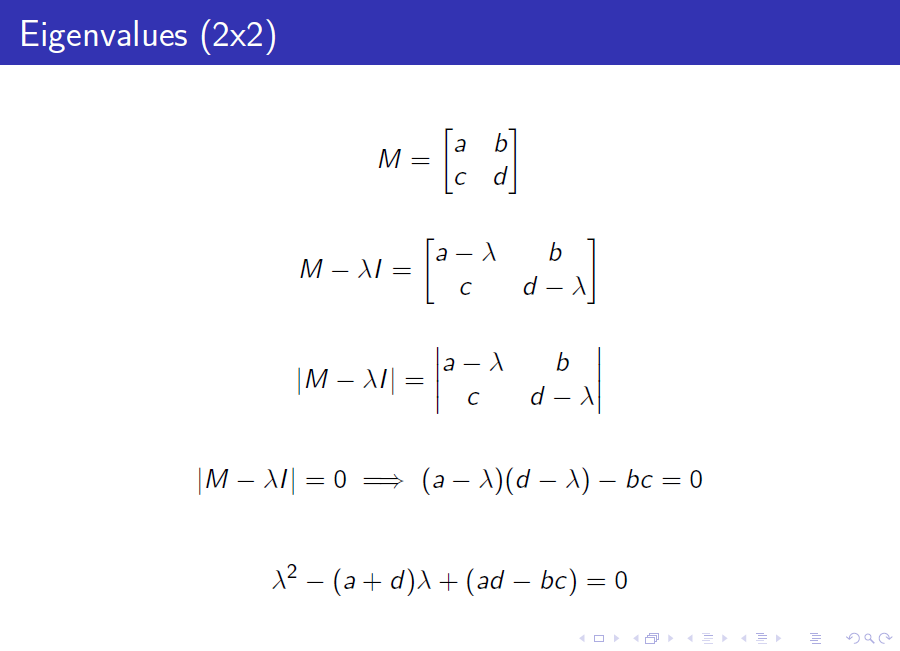 Eigenvalues (2x2)
M = [a b
c d]
M − λI = [a − λ b
c d − λ]
|M − λI| = |a − λ b
c d − λ|
|M − λI| = 0 ⟹ (a − λ)(d − λ) − bc = 0
λ² − (a + d)λ + (ad − bc) = 0